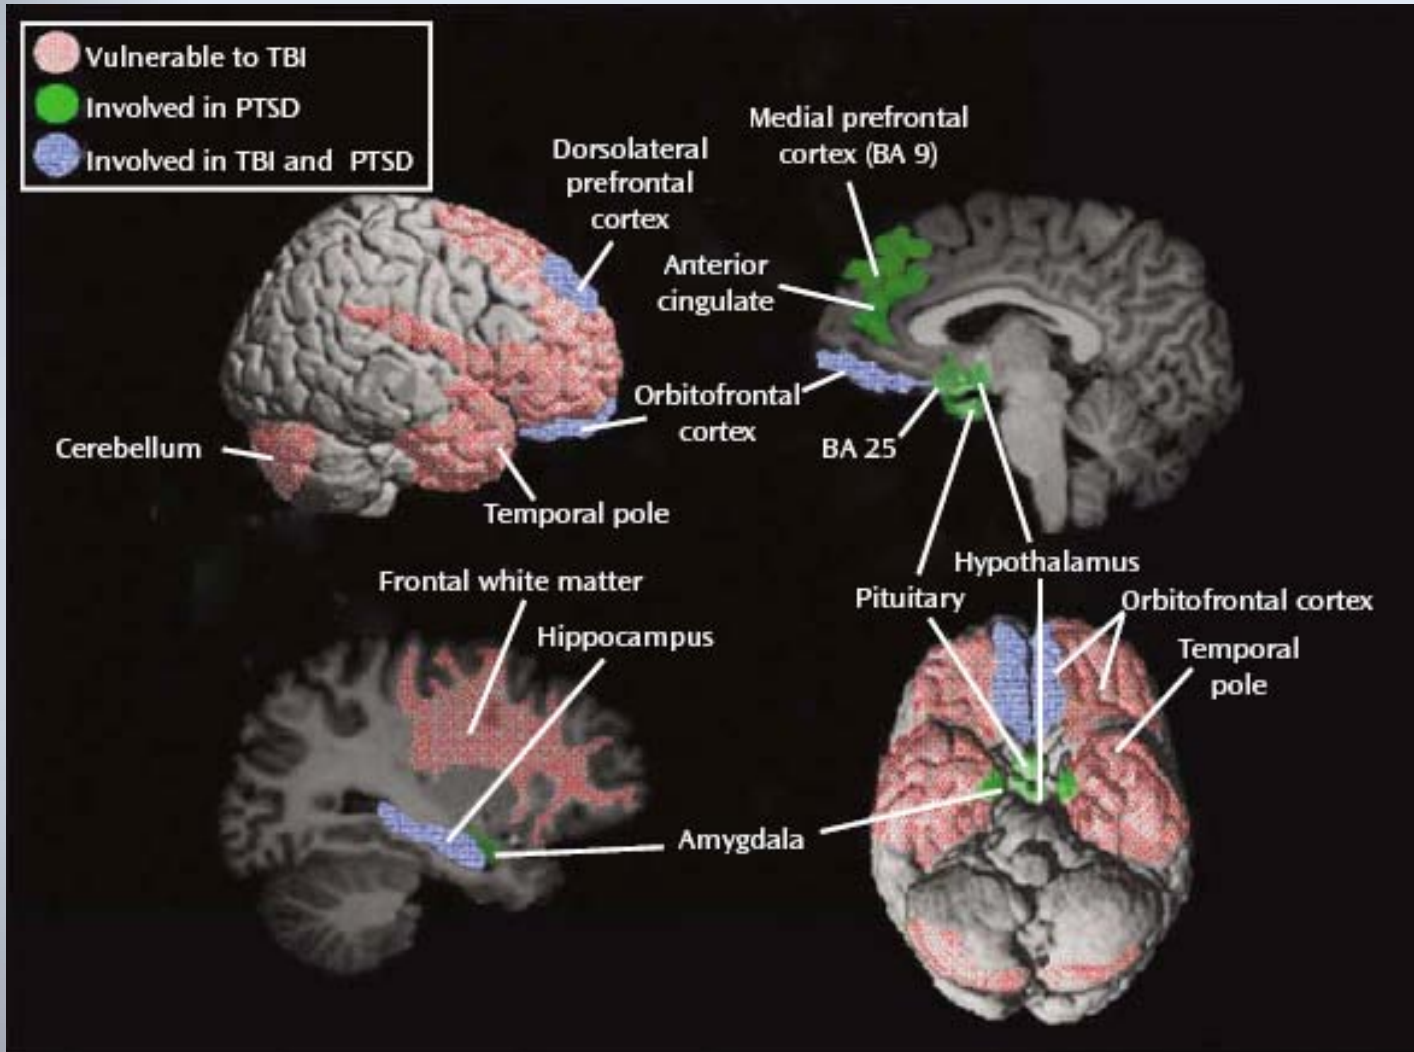 Vulnerable to TBI
Involved in PTSD
Involved in TBI and PTSD
Dorsolateral
prefrontal
cortex
Medial prefrontal
cortex (BA 9)
Anterior
cingulate
Orbitofrontal
cortex
BA 25
Cerebellum
Temporal pole
Hypothalamus
Pituitary
Frontal white matter
Hippocampus
Orbitofrontal cortex
Temporal
pole
Amygdala